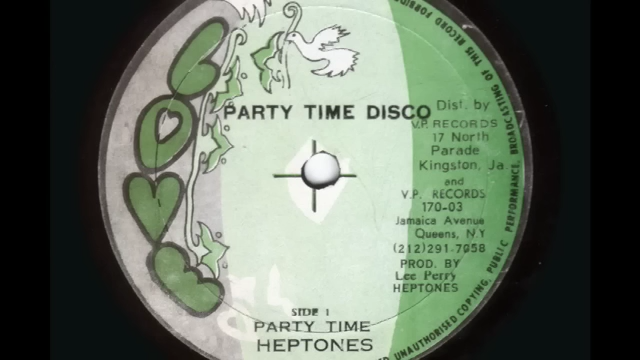 LOVE
PARTY TIME DISCO
Dist. by
V.P. RECORDS
17 North
Parade
Kingston, Ja.
and
V.P. RECORDS
170-03
Jamaica Avenue
Queens, N.Y
(212)291-7058
PROD. BY
Lee Perry
HEPTONES
SIDE 1
PARTY TIME
HEPTONES
UNAUTHORISED COPYING, PUBLIC PERFORMANCE, BROADCASTING OF THIS RECORD